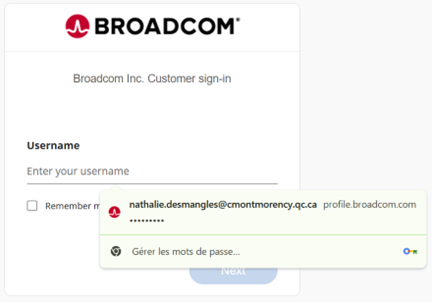 BROADCOM®
Broadcom Inc. Customer sign-in
Username
Enter your username
Remember m
nathalie.desmangles@cmontmorency.qc.ca profile.broadcom.com
•••••••••
Gérer les mots de passe...
Next